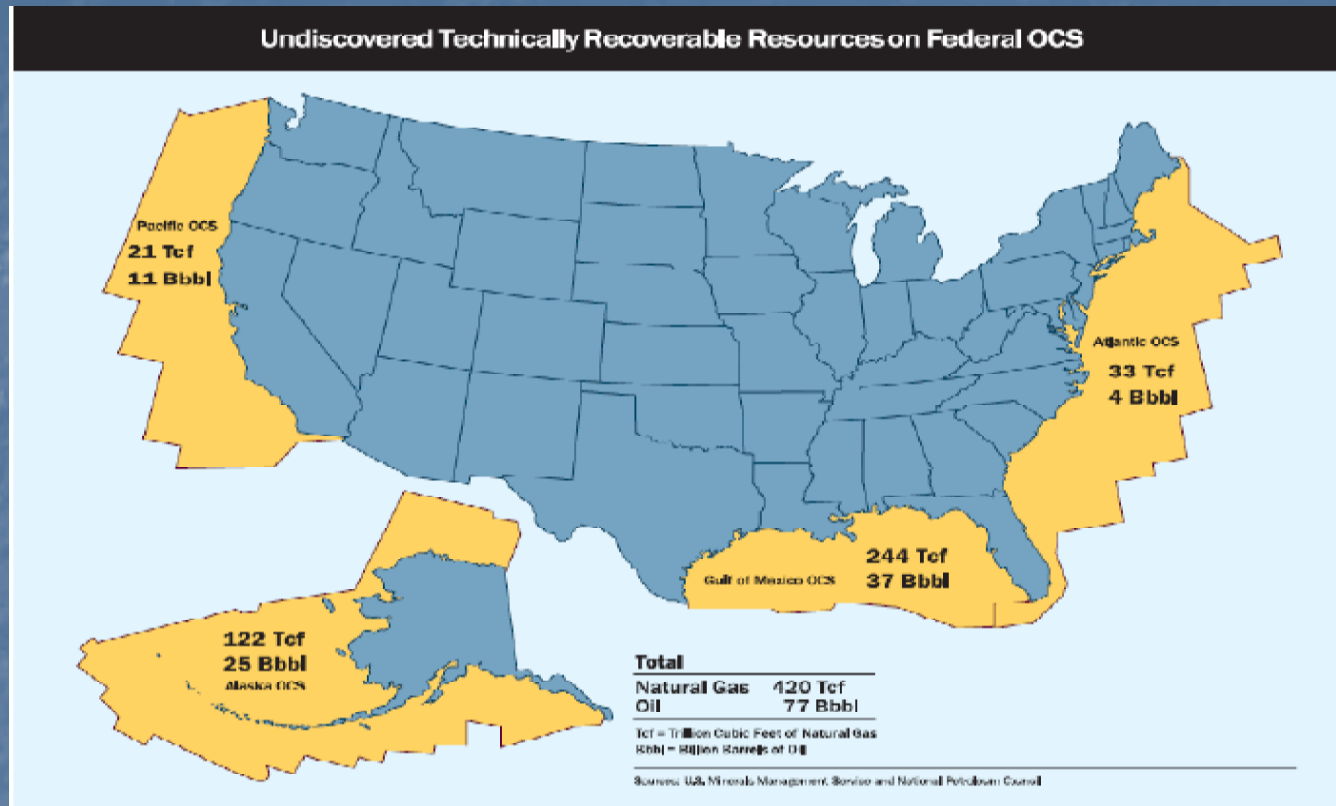 Undiscovered Technically Recoverable Resources on Federal OCS
Pacific OCS
21 Tcf
11 Bbbl
Atlantic OCS
33 Tcf
4 Bbbl
Gulf of Mexico OCS
244 Tcf
37 Bbbl
122 Tcf
25 Bbbl
Alaska OCS
Total
Natural Gas 420 Tcf
Oil 77 Bbbl
Tcf = Trillion Cubic Feet of Natural Gas
Bbbl = Billion Barrels of Oil
Sources: U.S. Minerals Management Service and National Petroleum Council